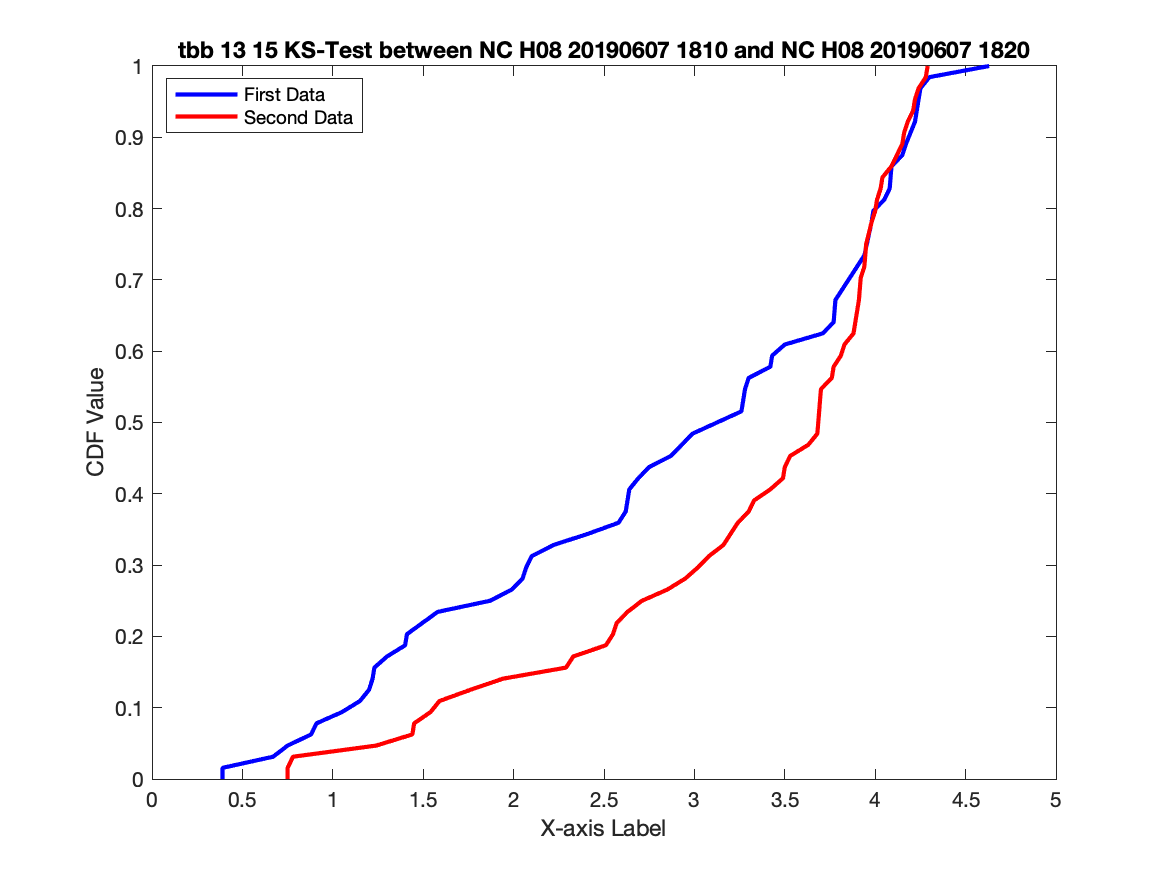 tbb 13 15 KS-Test between NC H08 20190607 1810 and NC H08 20190607 1820
First Data
Second Data
1
0.9
0.8
0.7
0.6
0.5
0.4
0.3
0.2
0.1
0
CDF Value
0 0.5 1 1.5 2 2.5 3 3.5 4 4.5 5
X-axis Label